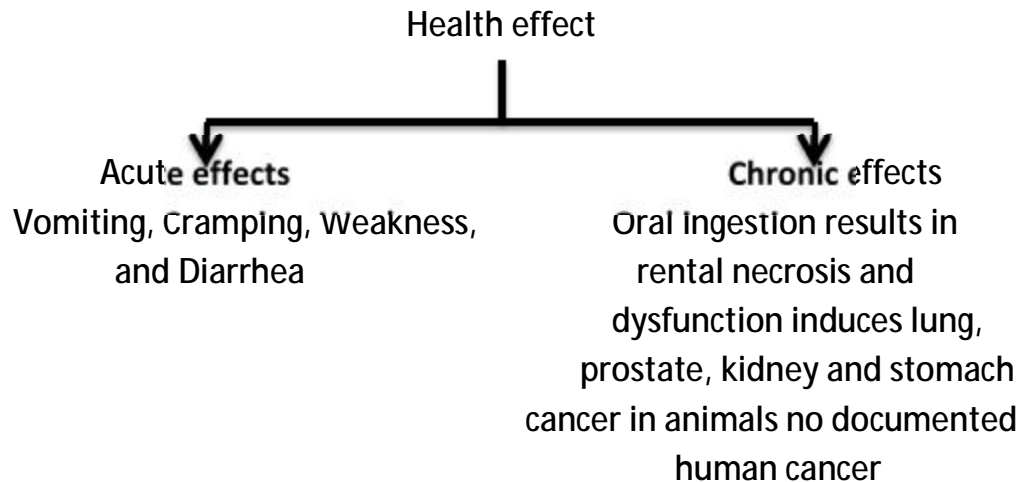 Health effect
Acute effects
Vomiting, Cramping, Weakness,
and Diarrhea
Chronic effects
Oral Ingestion results in
rental necrosis and
dysfunction induces lung,
prostate, kidney and stomach
cancer in animals no documented
human cancer